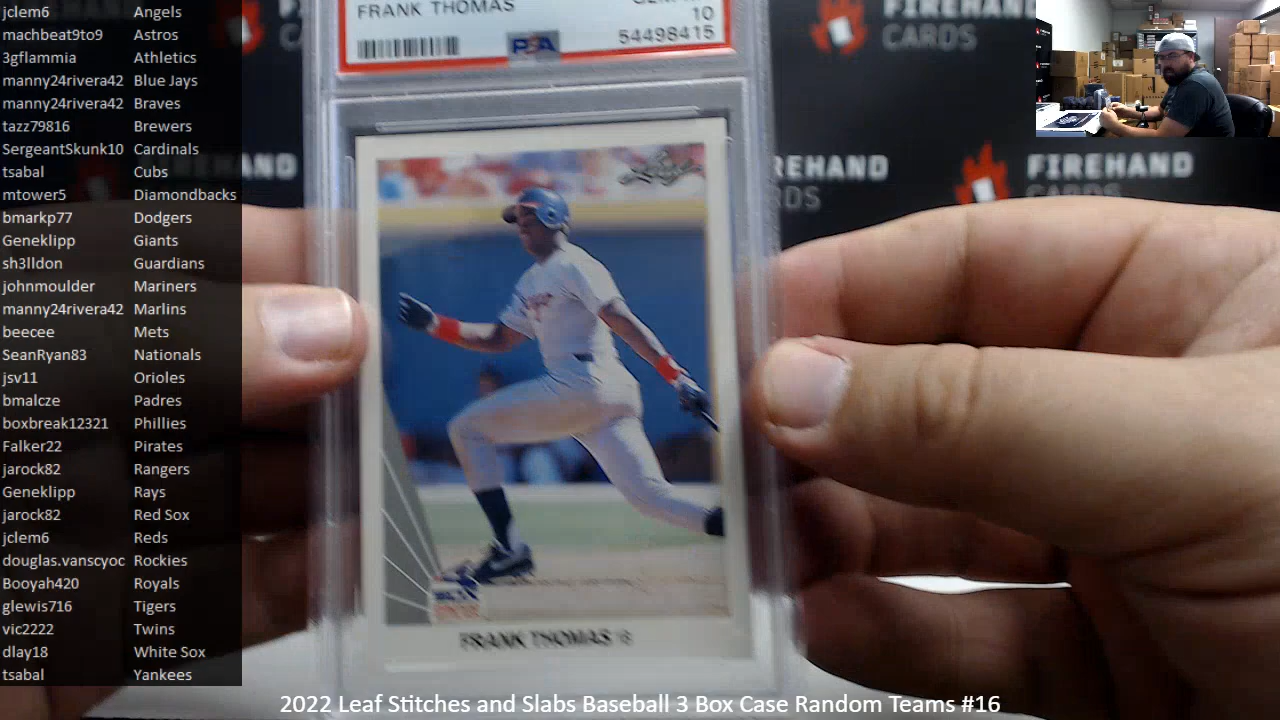 jclem6 Angels
machbeat9to9 Astros
3gflammia Athletics
manny24rivera42 Blue Jays
manny24rivera42 Braves
tazz79816 Brewers
SergeantSkunk10 Cardinals
tsabal Cubs
mtower5 Diamondbacks
bmarkp77 Dodgers
Geneklipp Giants
sh3lldon Guardians
johnmoulder Mariners
manny24rivera42 Marlins
beecee Mets
SeanRyan83 Nationals
jsv11 Orioles
bmalcze Padres
boxbreak12321 Phillies
Falker22 Pirates
jarock82 Rangers
Geneklipp Rays
jarock82 Red Sox
jclem6 Reds
douglas.vanscyoc Rockies
Booyah420 Royals
glewis716 Tigers
vic2222 Twins
dlay18 White Sox
tsabal Yankees
FRANK THOMAS
10
PSA
54498415
FIREHAND
CARDS
FIREHAND
CARDS
Leaf
FRANK THOMAS
2022 Leaf Stitches and Slabs Baseball 3 Box Case Random Teams #16